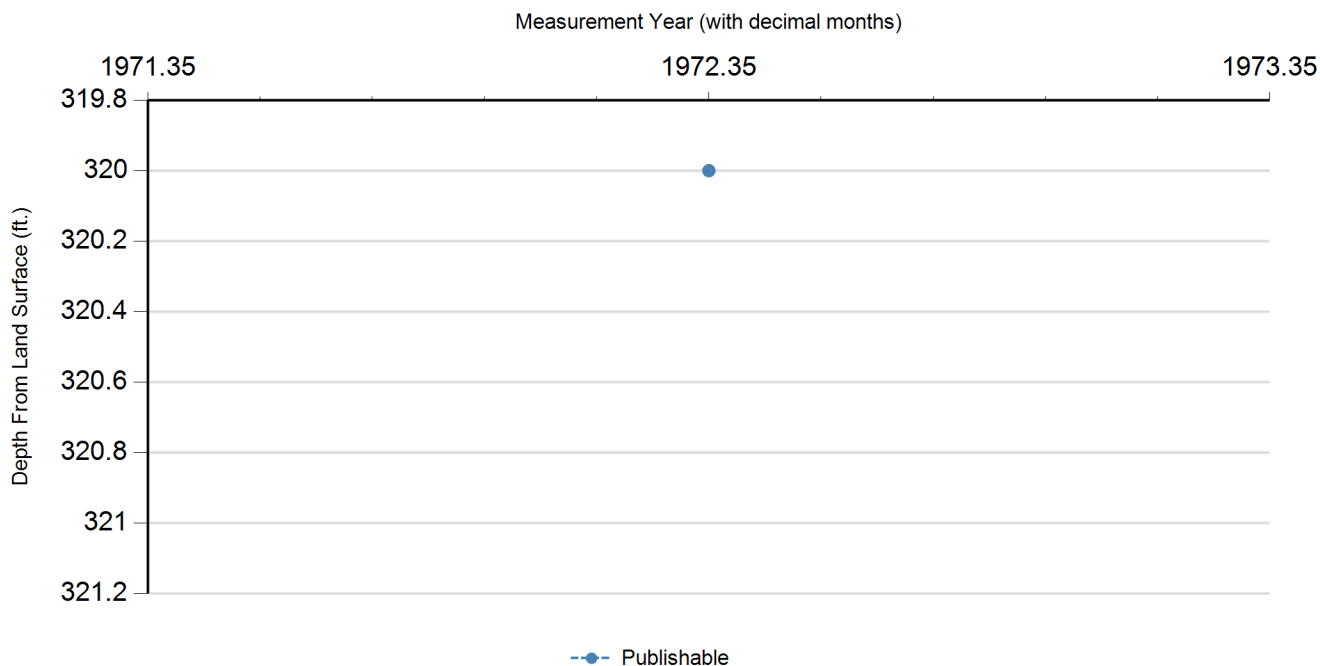 Measurement Year (with decimal months)
1971.35 1972.35 1973.35
319.8
320
320.2
320.4
320.6
320.8
321
321.2
Depth From Land Surface (ft.)
Publishable